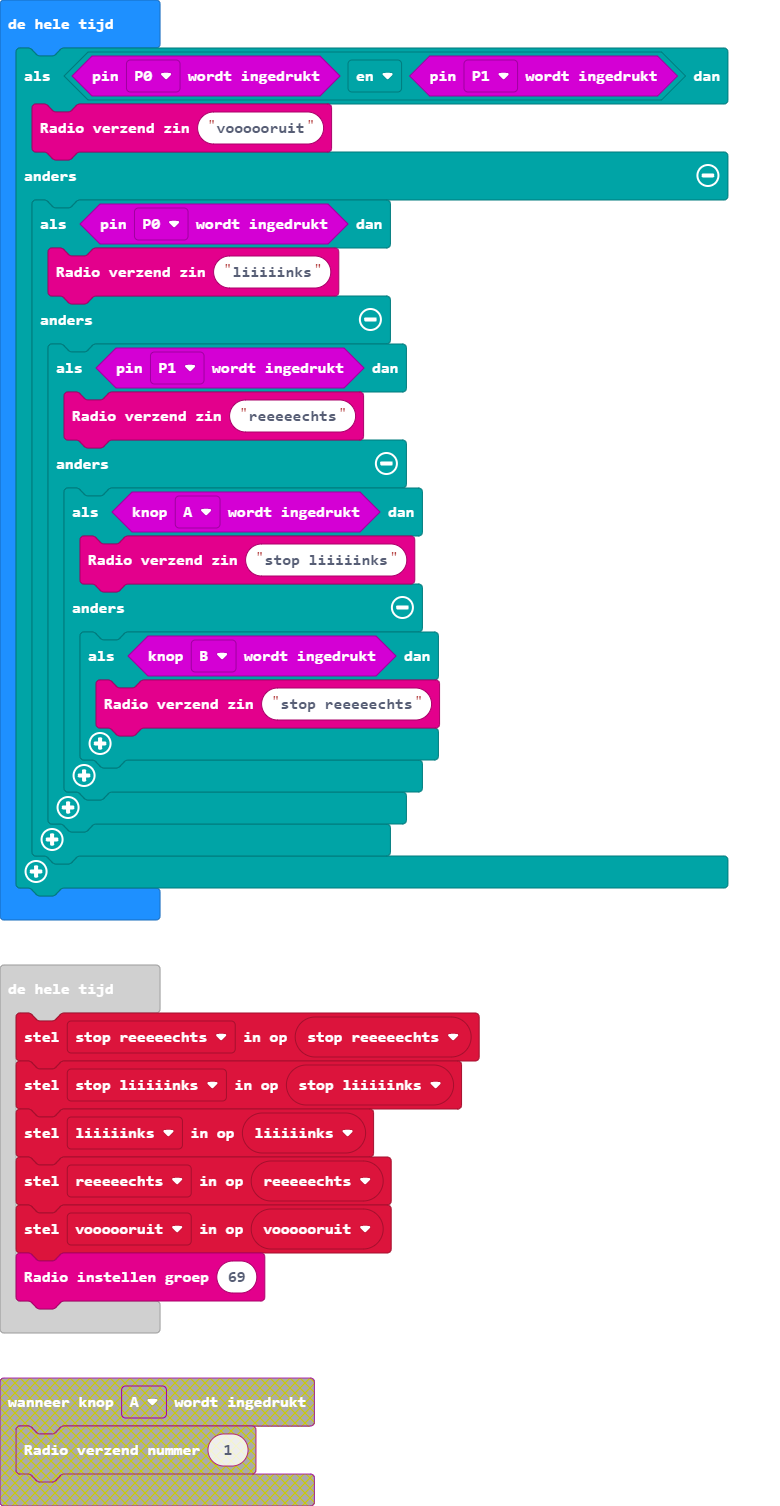 de hele tijd
als pin P0 wordt ingedrukt en pin P1 wordt ingedrukt dan
Radio verzend zin "voooooruit"
anders
als pin P0 wordt ingedrukt dan
Radio verzend zin "liiiiinks"
anders
als pin P1 wordt ingedrukt dan
Radio verzend zin "reeeeechts"
anders
als knop A wordt ingedrukt dan
Radio verzend zin "stop liiiiinks"
anders
als knop B wordt ingedrukt dan
Radio verzend zin "stop reeeeechts"
de hele tijd
stel stop reeeeechts in op stop reeeeechts
stel stop liiiiinks in op stop liiiiinks
stel liiiiinks in op liiiiinks
stel reeeeechts in op reeeeechts
stel voooooruit in op voooooruit
Radio instellen groep 69
wanneer knop A wordt ingedrukt
Radio verzend nummer 1